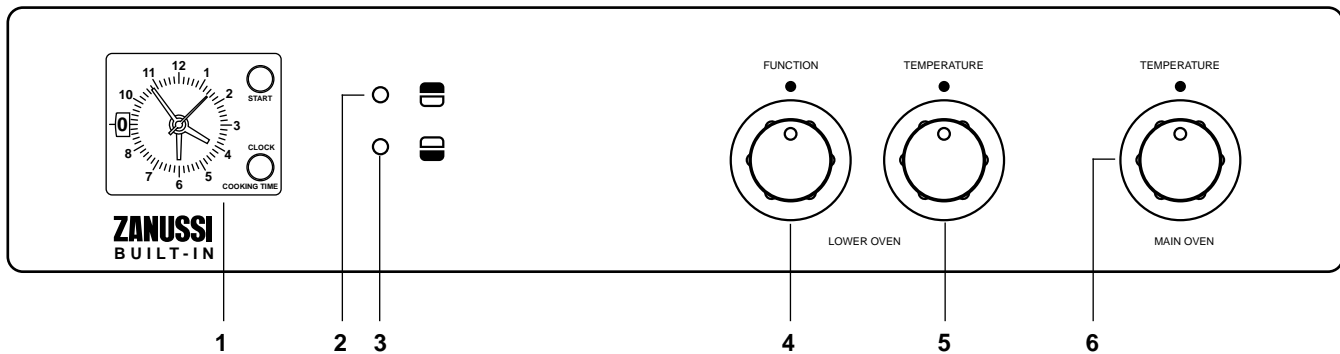 12
11
1
10
2
START
0
3
8
4
CLOCK
7
5
6
COOKING TIME
ZANUSSI
BUILT-IN
FUNCTION
TEMPERATURE
TEMPERATURE
LOWER OVEN
MAIN OVEN
1
2
3
4
5
6